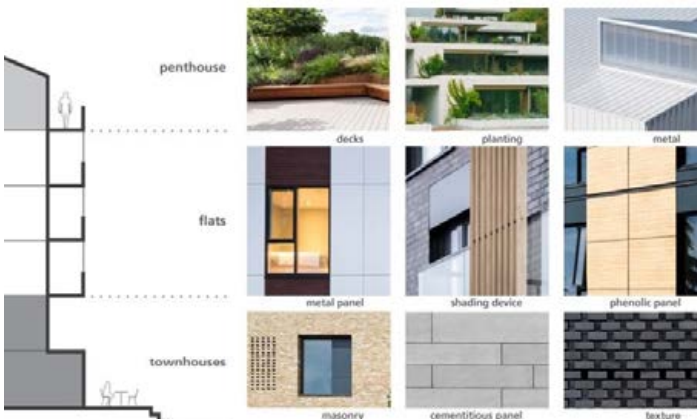 penthouse
decks
planting
metal
flats
metal panel
shading device
phenolic panel
townhouses
masonry
cementitious panel
texture